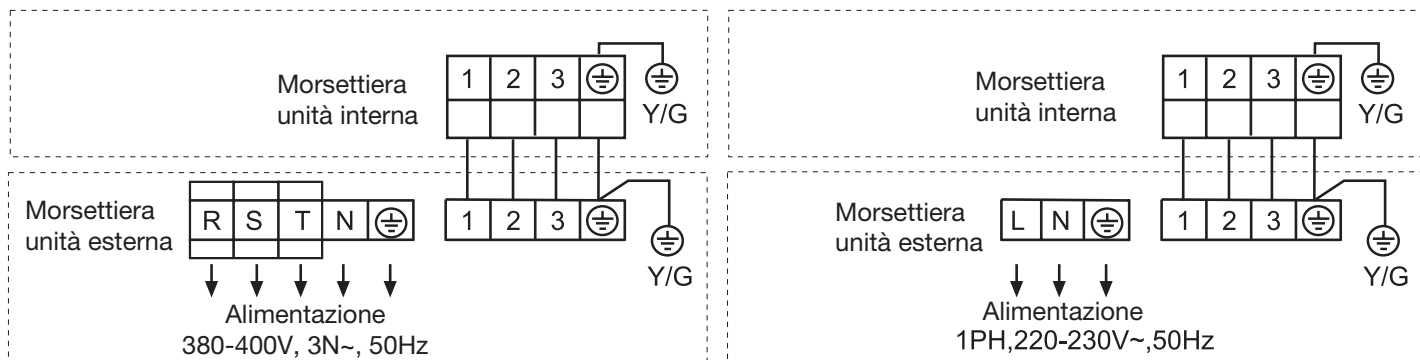 Morsettiera
unità interna
1 2 3
Y/G
Morsettiera
unità esterna
R S T N
1 2 3
Y/G
Alimentazione
380-400V, 3N~, 50Hz
Morsettiera
unità interna
1 2 3
Y/G
Morsettiera
unità esterna
L N
1 2 3
Y/G
Alimentazione
1PH,220-230V~,50Hz